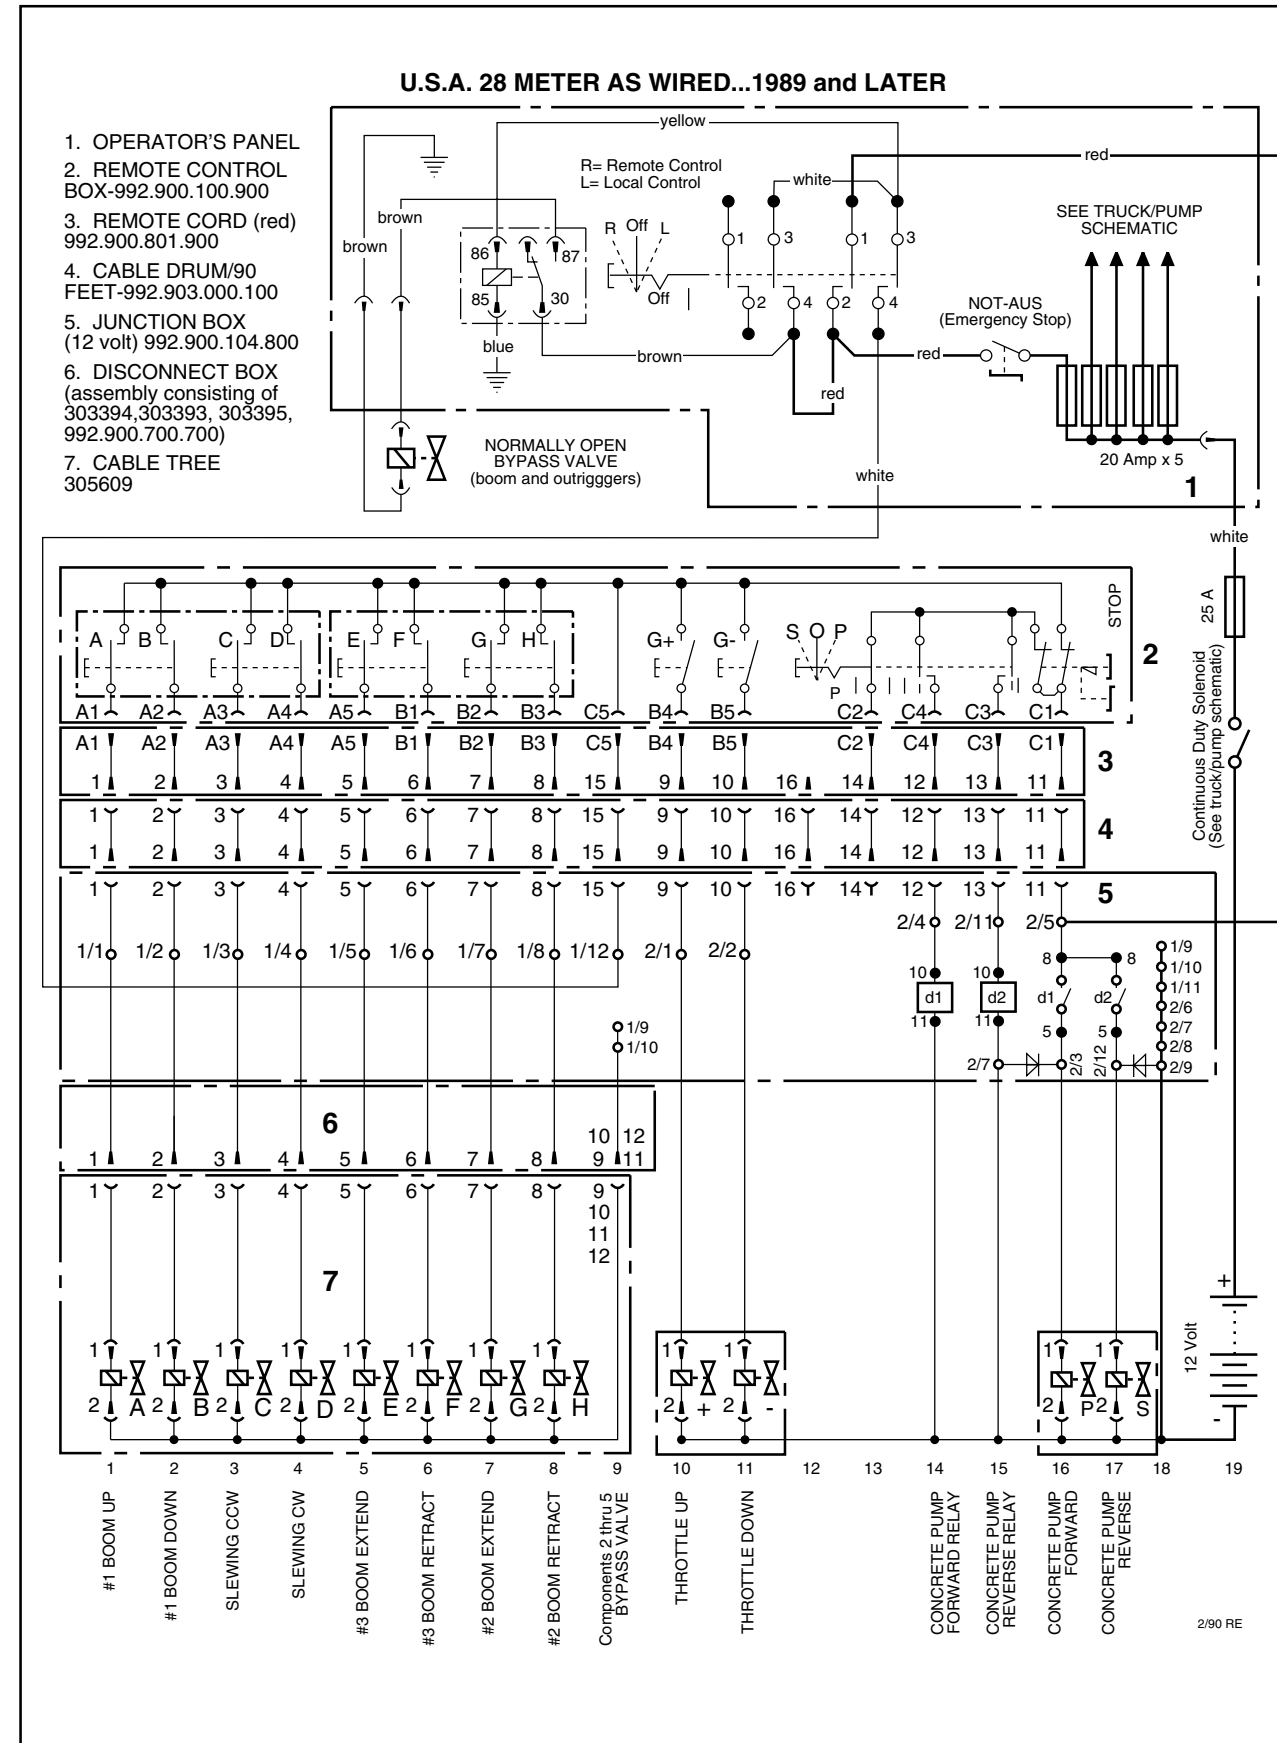 U.S.A. 28 METER AS WIRED...1989 and LATER
1. OPERATOR'S PANEL
2. REMOTE CONTROL
BOX-992.900.100.900
3. REMOTE CORD (red)
992.900.801.900
4. CABLE DRUM/90
FEET-992.903.000.100
5. JUNCTION BOX
(12 volt) 992.900.104.800
6. DISCONNECT BOX
(assembly consisting of
303394,303393, 303395,
992.900.700.700)
7. CABLE TREE
305609
yellow
red
R= Remote Control
L= Local Control
white
SEE TRUCK/PUMP
SCHEMATIC
brown
brown
R Off L
86 87
1 3 1 3
Off
85 30
2 4 2 4
NOT-AUS
(Emergency Stop)
blue
brown
red
red
NORMALLY OPEN
BYPASS VALVE
(boom and outrigggers)
20 Amp x 5
white
1
white
25 A
STOP
A B C D E F G H G+ G- S O P
2
P
A1 A2 A3 A4 A5 B1 B2 B3 C5 B4 B5 C2 C4 C3 C1
A1 A2 A3 A4 A5 B1 B2 B3 C5 B4 B5 C2 C4 C3 C1
3
1 2 3 4 5 6 7 8 15 9 10 16 14 12 13 11
Continuous Duty Solenoid
(See truck/pump schematic)
1 2 3 4 5 6 7 8 15 9 10 16 14 12 13 11
4
1 2 3 4 5 6 7 8 15 9 10 16 14 12 13 11
1 2 3 4 5 6 7 8 15 9 10 16 14 12 13 11
5
2/4 2/11 2/5
1/1 1/2 1/3 1/4 1/5 1/6 1/7 1/8 1/12 2/1 2/2
8 8
10 10
d1 d2 d1 d2
11 11
5 5
1/9
1/10
1/11
2/6
2/7
2/8
2/9
1/9
1/10
2/7 2/3 2/12
6
10 12
1 2 3 4 5 6 7 8 9 11
1 2 3 4 5 6 7 8 9
10
11
12
7
+
12 Volt
-
1 1 1 1 1 1 1 1 1 1 1 1
2 A 2 B 2 C 2 D 2 E 2 F 2 G 2 H 2 + 2 - 2 P 2 S
1 2 3 4 5 6 7 8 9 10 11 12 13 14 15 16 17 18 19
#1 BOOM UP
#1 BOOM DOWN
SLEWING CCW
SLEWING CW
#3 BOOM EXTEND
#3 BOOM RETRACT
#2 BOOM EXTEND
#2 BOOM RETRACT
Components 2 thru 5
BYPASS VALVE
THROTTLE UP
THROTTLE DOWN
CONCRETE PUMP
FORWARD RELAY
CONCRETE PUMP
REVERSE RELAY
CONCRETE PUMP
FORWARD
CONCRETE PUMP
REVERSE
2/90 RE